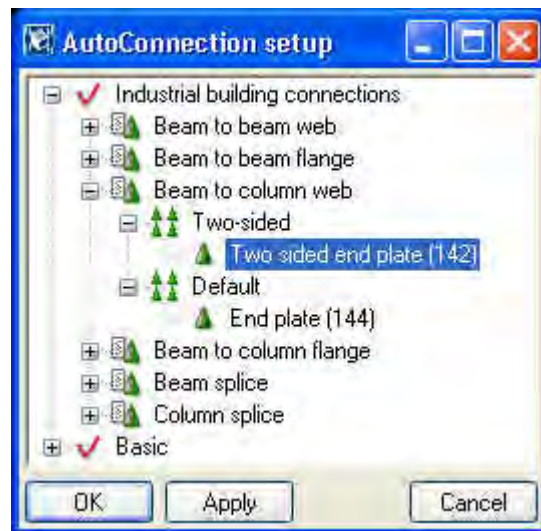 AutoConnection setup
Industrial building connections
Beam to beam web
Beam to beam flange
Beam to column web
Two-sided
Two sided end plate (142)
Default
End plate (144)
Beam to column flange
Beam splice
Column splice
Basic
OK Apply Cancel